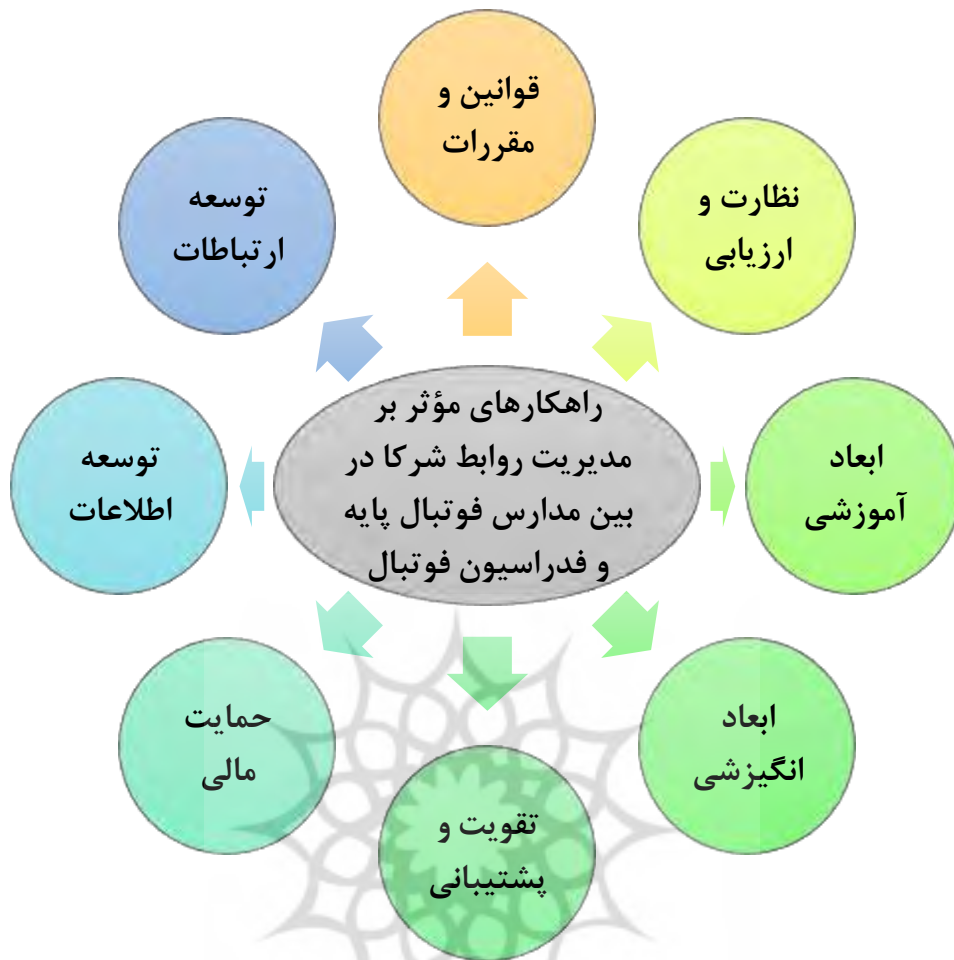 قوانین و
مقررات
نظارت و
ارزیابی
ابعاد
آموزشی
ابعاد
انگیزشی
تقویت و
پشتیبانی
حمایت
مالی
توسعه
اطلاعات
توسعه
ارتباطات
راهکارهای مؤثر بر
مدیریت روابط شرکا در
بین مدارس فوتبال پایه
و فدراسیون فوتبال